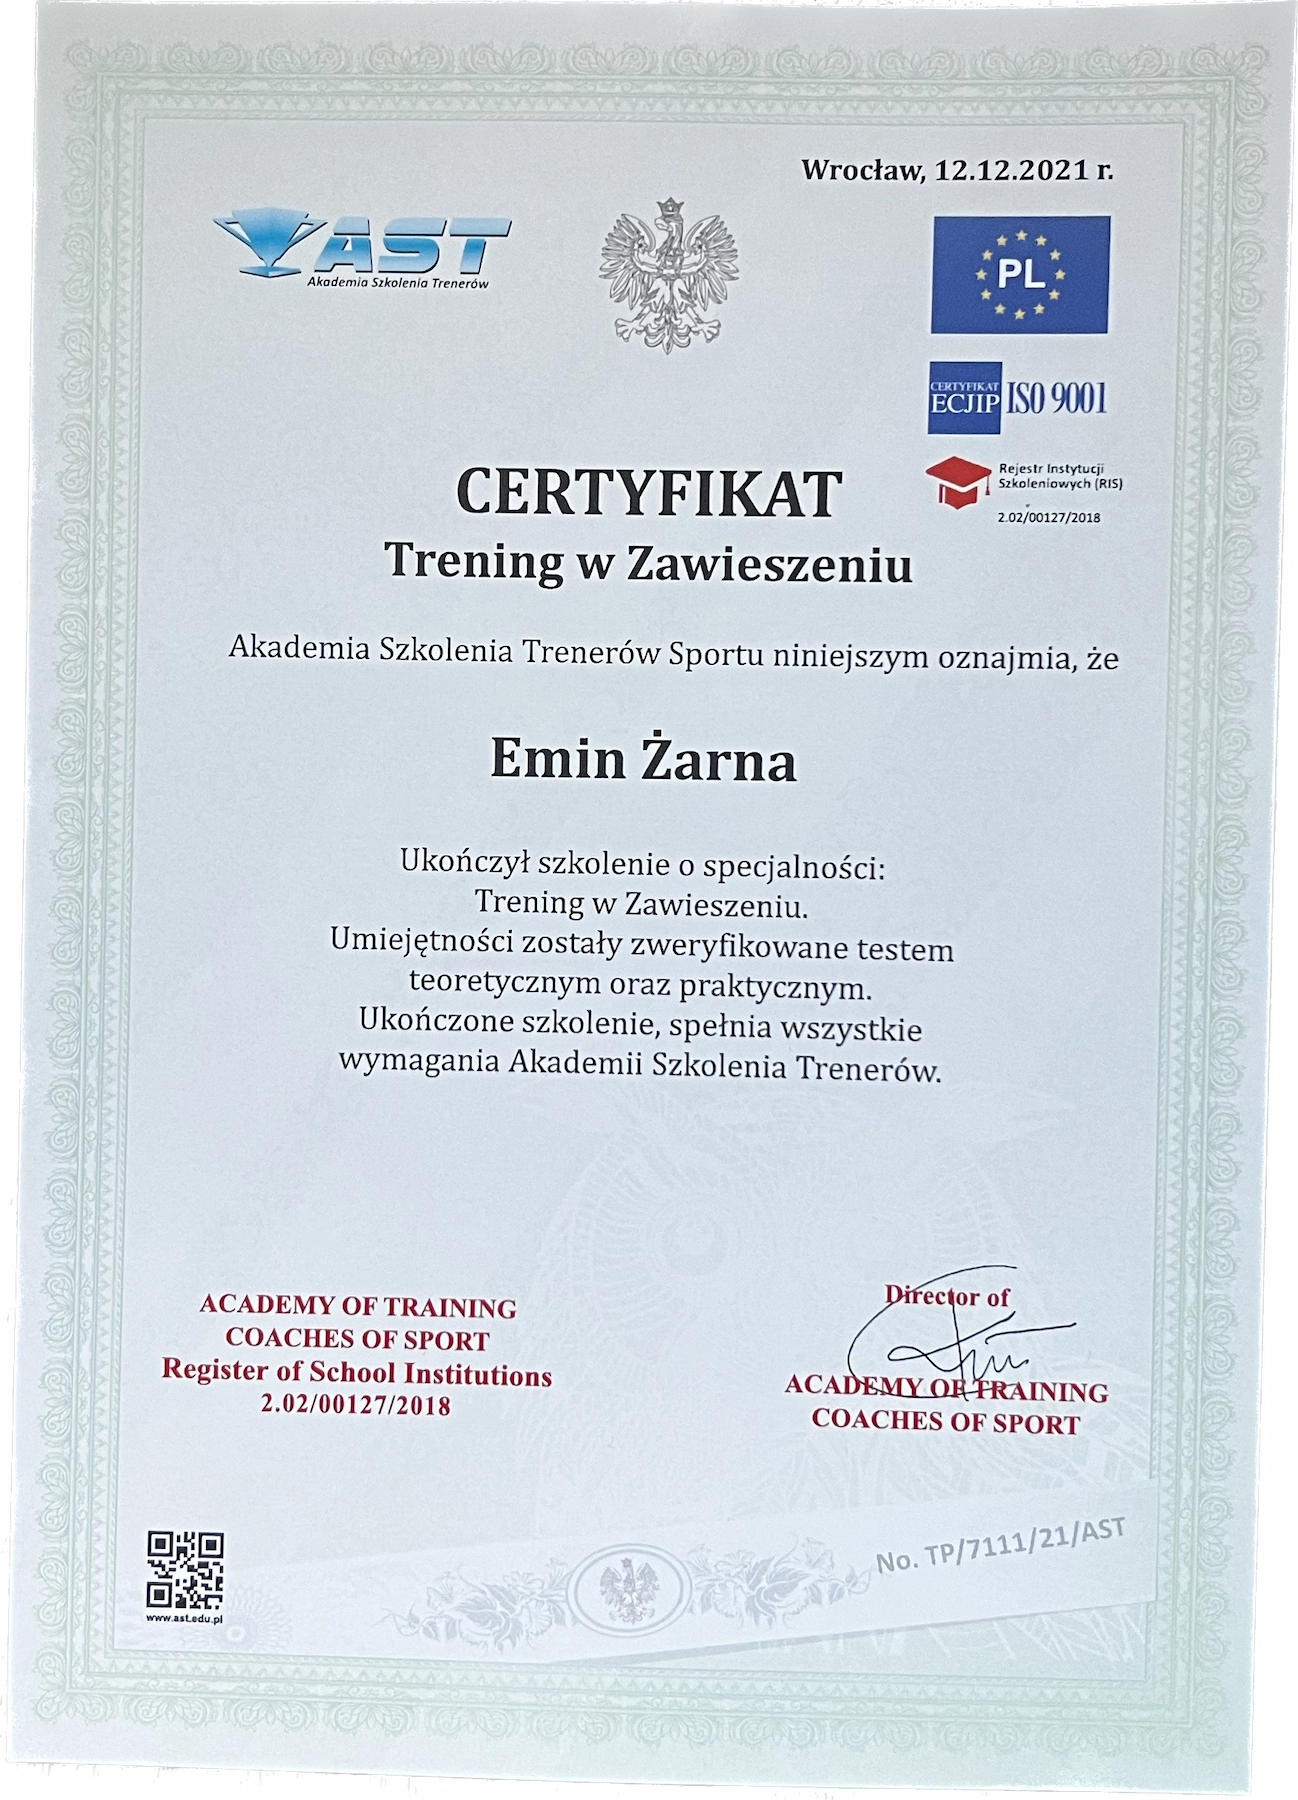 Wrocław, 12.12.2021 r.
AST
Akademia Szkolenia Trenerów
PL
CERTYFIKAT
ECJIP
ISO 9001
Rejestr Instytucji
Szkoleniowych (RIS)
2.02/00127/2018
CERTYFIKAT
Trening w Zawieszeniu
Akademia Szkolenia Trenerów Sportu niniejszym oznajmia, że
Emin Żarna
Ukończył szkolenie o specjalności:
Trening w Zawieszeniu.
Umiejętności zostały zweryfikowane testem
teoretycznym oraz praktycznym.
Ukończone szkolenie, spełnia wszystkie
wymagania Akademii Szkolenia Trenerów.
ACADEMY OF TRAINING
COACHES OF SPORT
Register of School Institutions
2.02/00127/2018
Director of
ACADEMY OF TRAINING
COACHES OF SPORT
No. TP/7111/21/AST
www.ast.edu.pl